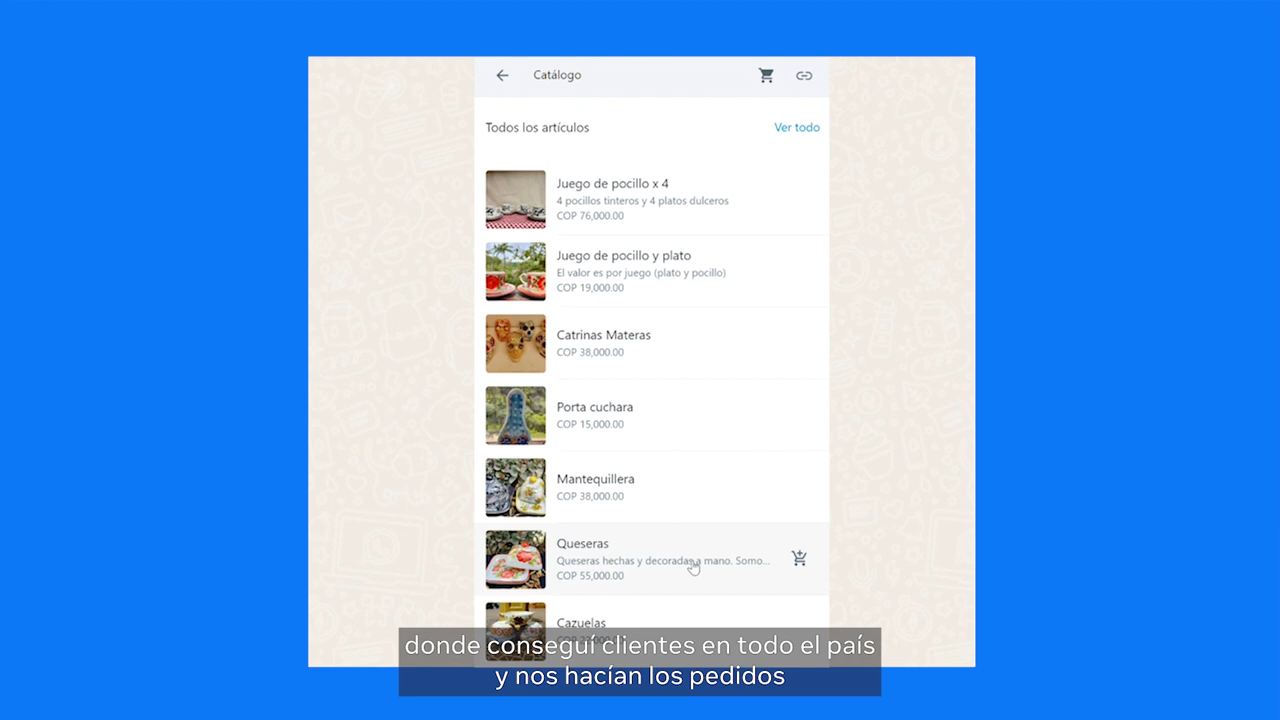 Catálogo
Todos los artículos
Ver todo
Juego de pocillo x 4
4 pocillos tinteros y 4 platos dulceros
COP 76,000.00
Juego de pocillo y plato
El valor es por juego (plato y pocillo)
COP 19,000.00
Catrinas Materas
COP 38,000.00
Porta cuchara
COP 15,000.00
Mantequillera
COP 38,000.00
Queseras
Queseras hechas y decoradas a mano. Somo...
COP 55,000.00
Cazuelas
donde conseguí clientes en todo el país
y nos hacían los pedidos